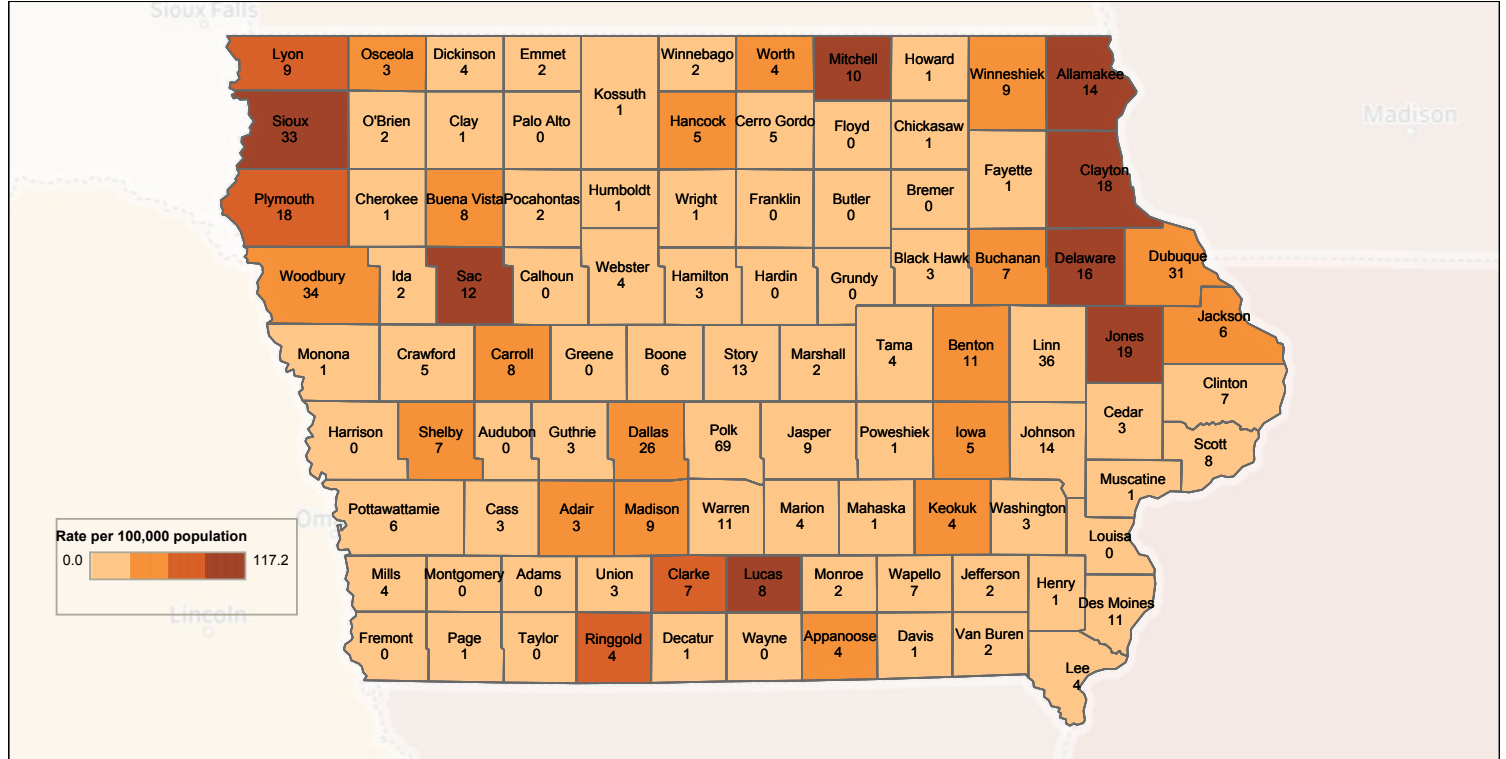 Sioux Falls
Lyon
9
Osceola
3
Dickinson
4
Emmet
2
Kossuth
1
Winnebago
2
Worth
4
Mitchell
10
Howard
1
Winneshiek
9
Allamakee
14
Madison
Sioux
33
O'Brien
2
Clay
1
Palo Alto
0
Hancock
5
Cerro Gordo
5
Floyd
0
Chickasaw
1
Fayette
1
Clayton
18
Plymouth
18
Cherokee
1
Buena Vista
8
Pocahontas
2
Humboldt
1
Wright
1
Franklin
0
Butler
0
Bremer
0
Woodbury
34
Ida
2
Sac
12
Calhoun
0
Webster
4
Hamilton
3
Hardin
0
Grundy
0
Black Hawk
3
Buchanan
7
Delaware
16
Dubuque
31
Monona
1
Crawford
5
Carroll
8
Greene
0
Boone
6
Story
13
Marshall
2
Tama
4
Benton
11
Linn
36
Jones
19
Jackson
6
Clinton
7
Harrison
0
Shelby
7
Audubon
0
Guthrie
3
Dallas
26
Polk
69
Jasper
9
Poweshiek
1
Iowa
5
Johnson
14
Cedar
3
Scott
8
Muscatine
1
Pottawattamie
6
Cass
3
Adair
3
Madison
9
Warren
11
Marion
4
Mahaska
1
Keokuk
4
Washington
3
Louisa
0
Om
Rate per 100,000 population
0.0
117.2
Lincoln
Mills
4
Montgomery
0
Adams
0
Union
3
Clarke
7
Lucas
8
Monroe
2
Wapello
7
Jefferson
2
Henry
1
Des Moines
11
Fremont
0
Page
1
Taylor
0
Ringgold
4
Decatur
1
Wayne
0
Appanoose
4
Davis
1
Van Buren
2
Lee
4